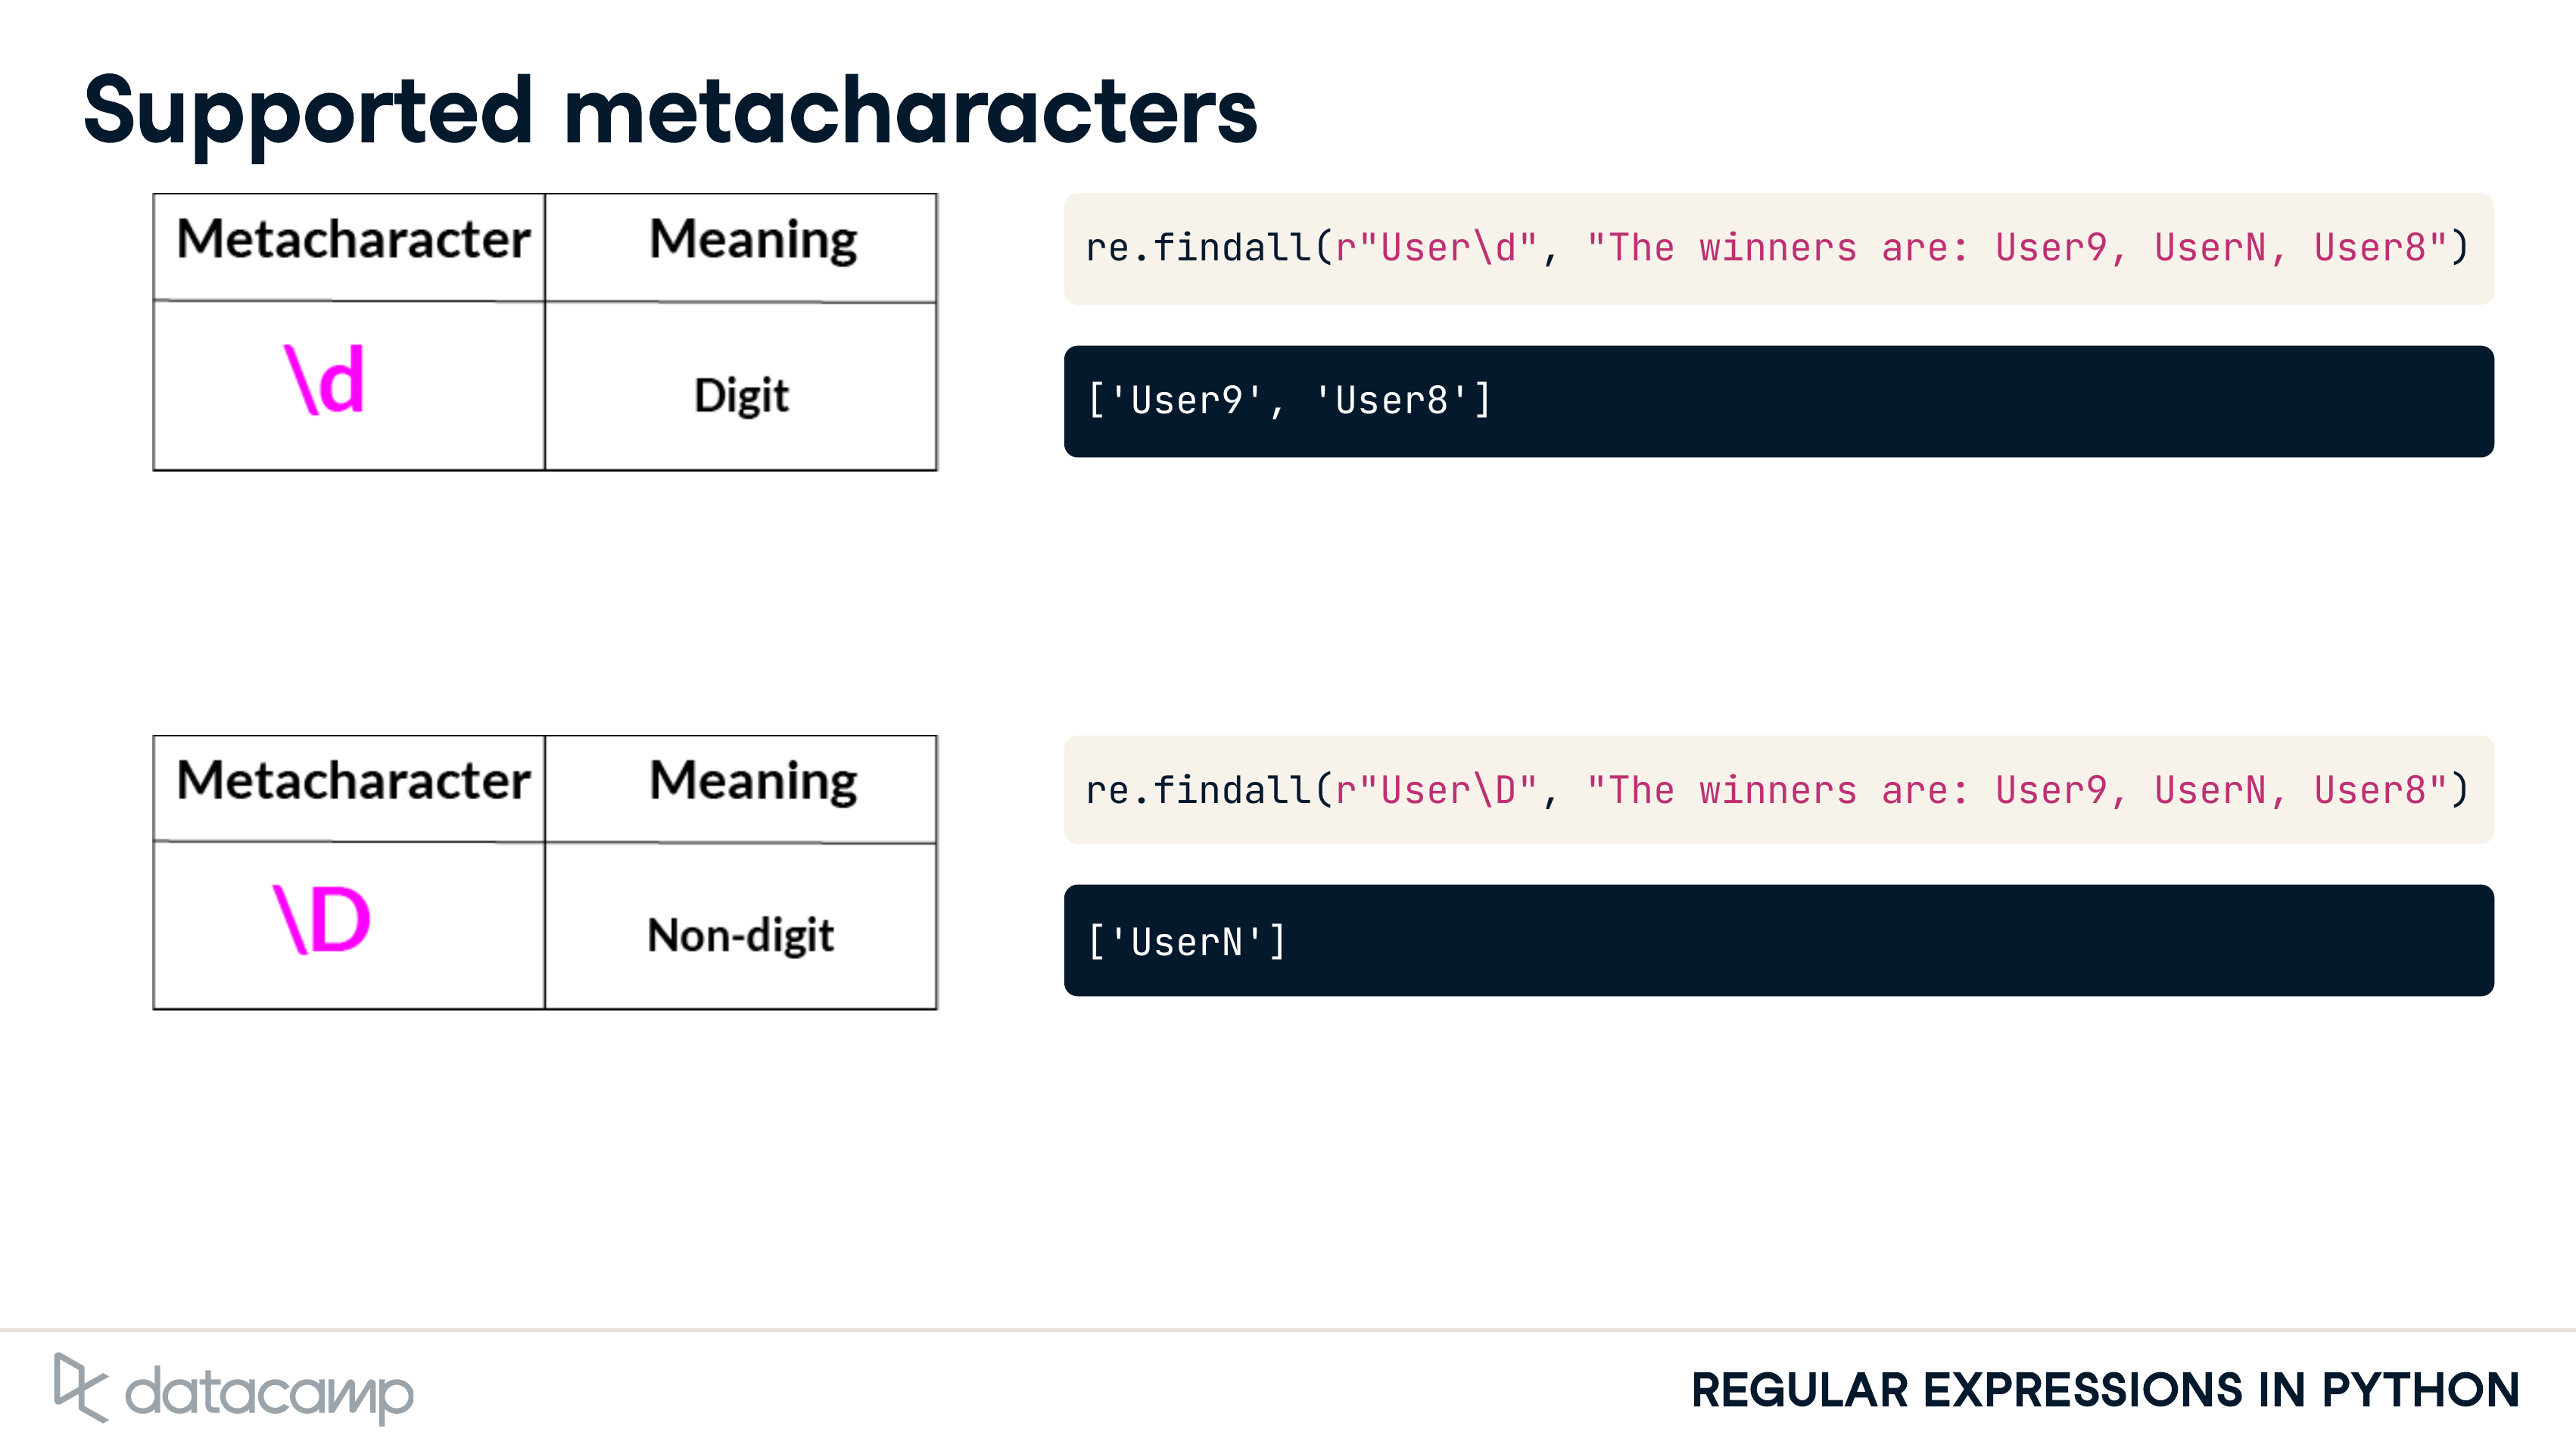 Supported metacharacters
Metacharacter Meaning
\d Digit
re.findall(r"User\d", "The winners are: User9, UserN, User8")
['User9', 'User8']
Metacharacter Meaning
\D Non-digit
re.findall(r"User\D", "The winners are: User9, UserN, User8")
['UserN']
datacamp
REGULAR EXPRESSIONS IN PYTHON